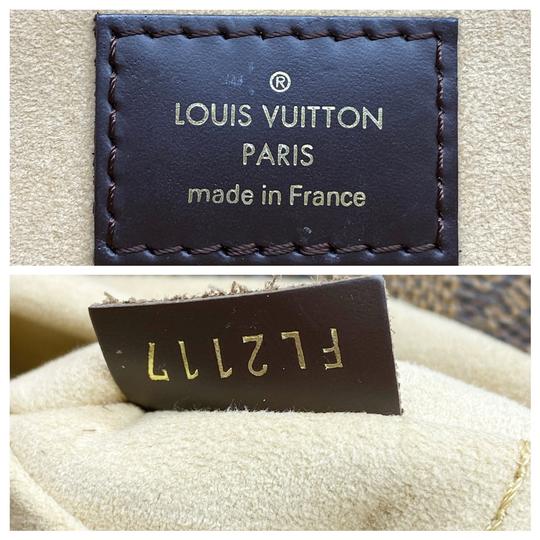 ®
LOUIS VUITTON
PARIS
made in France
FL2117